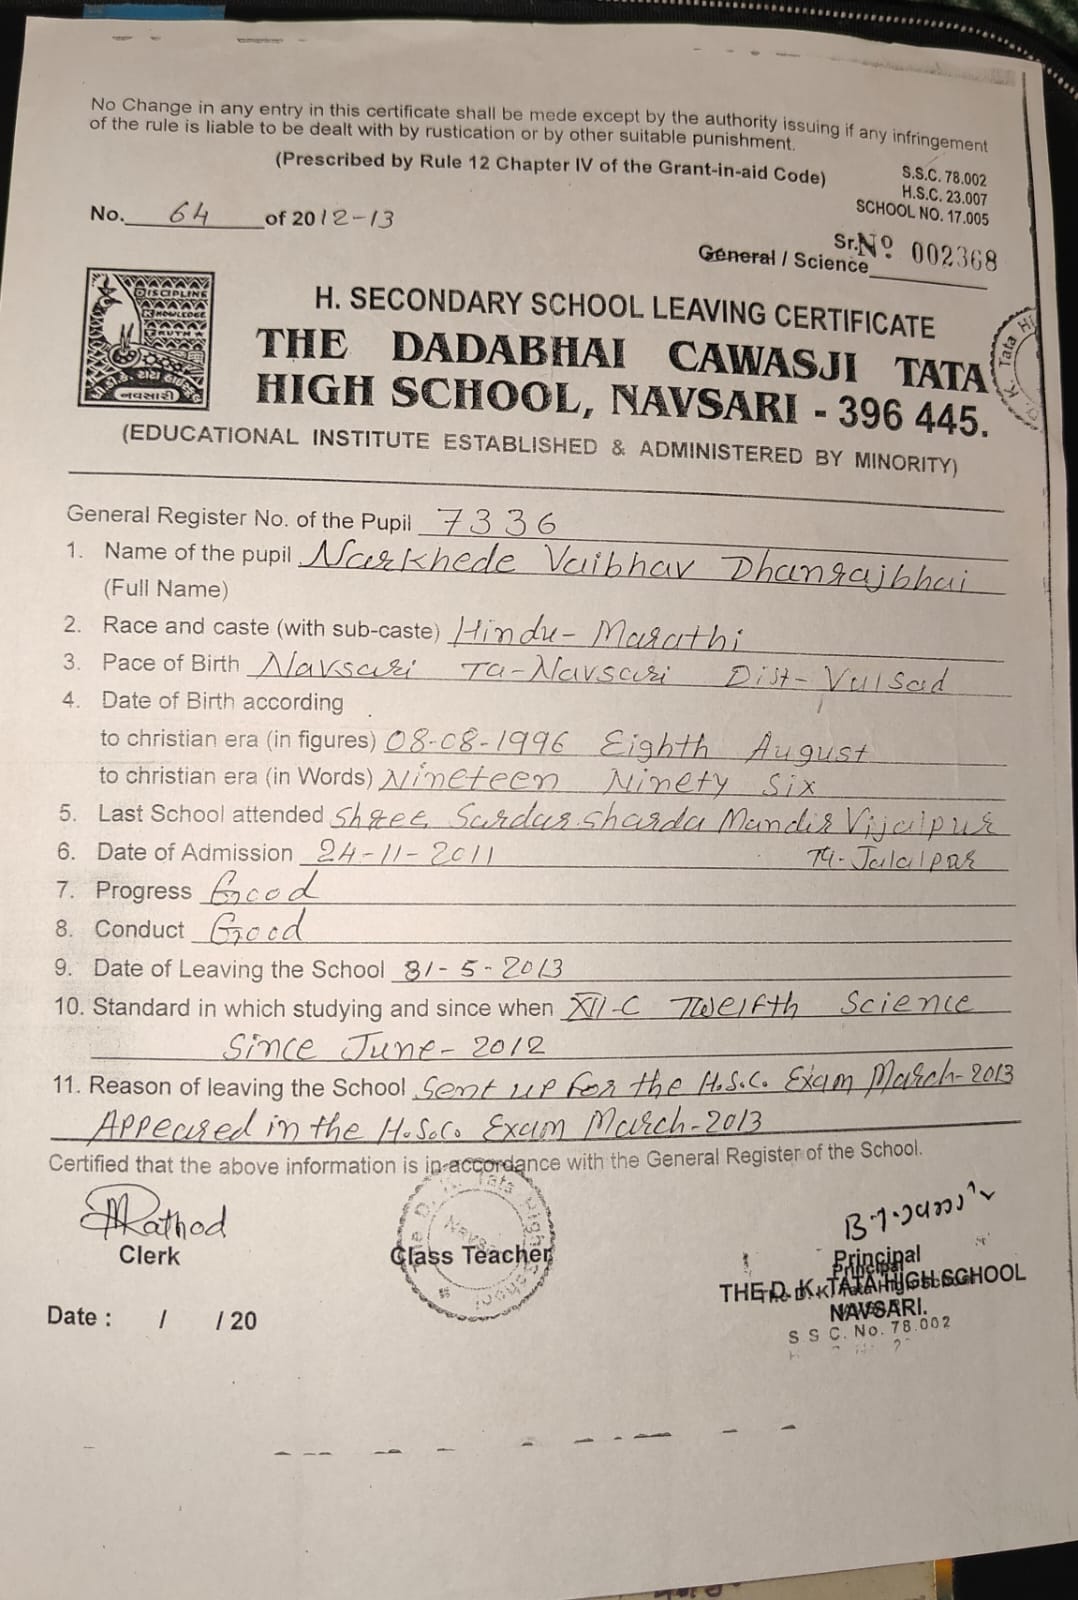 No Change in any entry in this certificate shall be mede except by the authority issuing if any infringement
of the rule is liable to be dealt with by rustication or by other suitable punishment.
(Prescribed by Rule 12 Chapter IV of the Grant-in-aid Code)
S.S.C. 78.002
H.S.C. 23.007
SCHOOL NO. 17.005
No. 64 of 2012-13
Sr. No. 002368
General / Science
DISCIPLINE
KNOWLEDGE
TRUTH
નવસારી
H. SECONDARY SCHOOL LEAVING CERTIFICATE
THE DADABHAI CAWASJI TATA
HIGH SCHOOL, NAVSARI - 396 445.
(EDUCATIONAL INSTITUTE ESTABLISHED & ADMINISTERED BY MINORITY)
General Register No. of the Pupil 7336
1. Name of the pupil Narkhede Vaibhav Dhanrajbhai
(Full Name)
2. Race and caste (with sub-caste) Hindu- Marathi
3. Pace of Birth Navsari Ta-Navsari Dist- Vulsad
4. Date of Birth according
to christian era (in figures) 08-08-1996 Eighth August
to christian era (in Words) Nineteen Ninety Six
5. Last School attended Shree Sardar Sharda Mandir Vijalpur
6. Date of Admission 24-11-2011 Ta-Jalalpar
7. Progress Good
8. Conduct Good
9. Date of Leaving the School 31-5-2013
10. Standard in which studying and since when XII-C Twelfth Science
Since June- 2012
11. Reason of leaving the School Sent up for the H.S.C. Exam March-2013
Appeared in the H.S.C. Exam March-2013
Certified that the above information is in accordance with the General Register of the School.
Rathod
Clerk
Class Teacher
Principal
THE D. K. TATA HIGH SCHOOL
NAVSARI.
S S C. No. 78.002
Date : / / 20